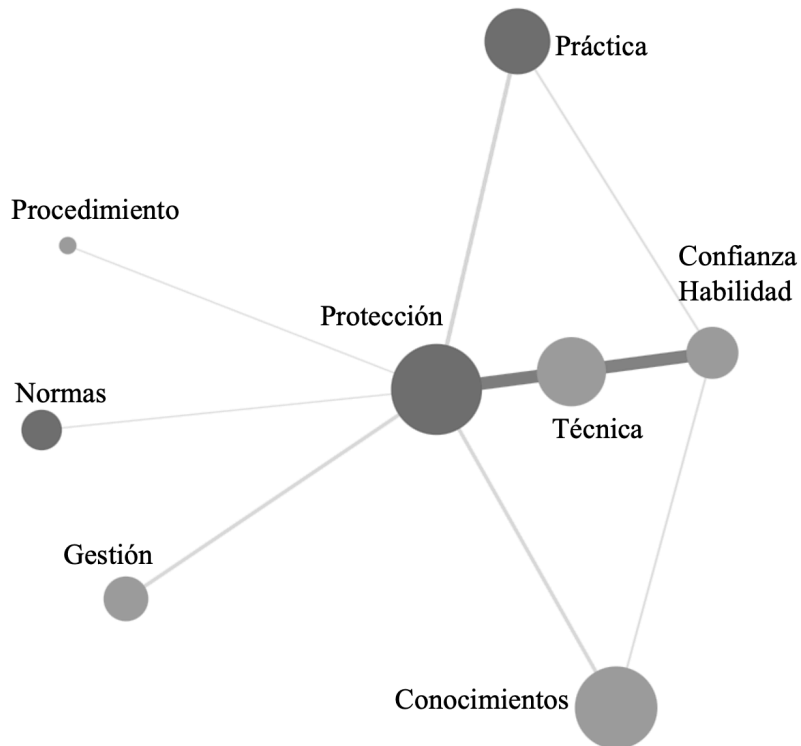 Práctica
Procedimiento
Confianza
Habilidad
Protección
Normas
Técnica
Gestión
Conocimientos